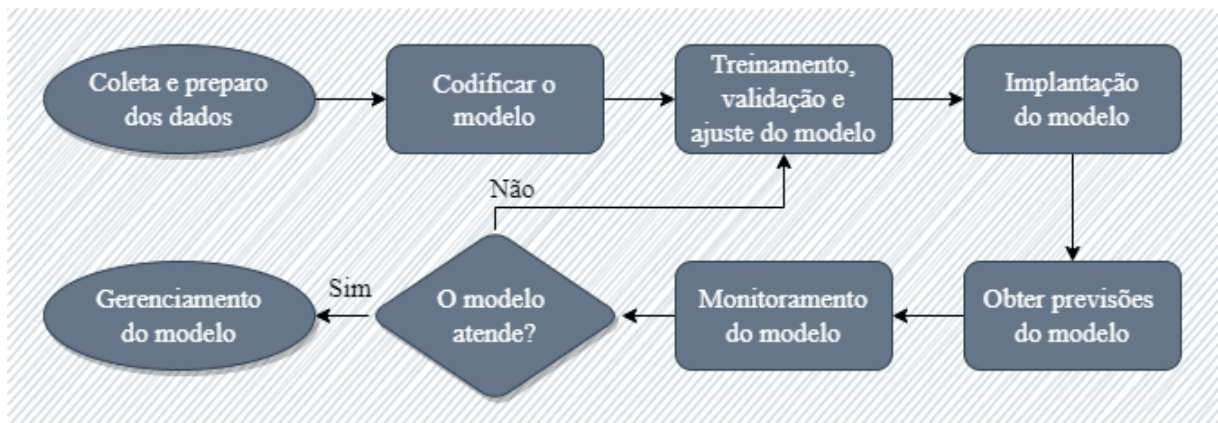 Coleta e preparo
dos dados
Codificar o
modelo
Treinamento,
validação e
ajuste do modelo
Implantação
do modelo
Não
Gerenciamento
do modelo
Sim
O modelo
atende?
Monitoramento
do modelo
Obter previsões
do modelo